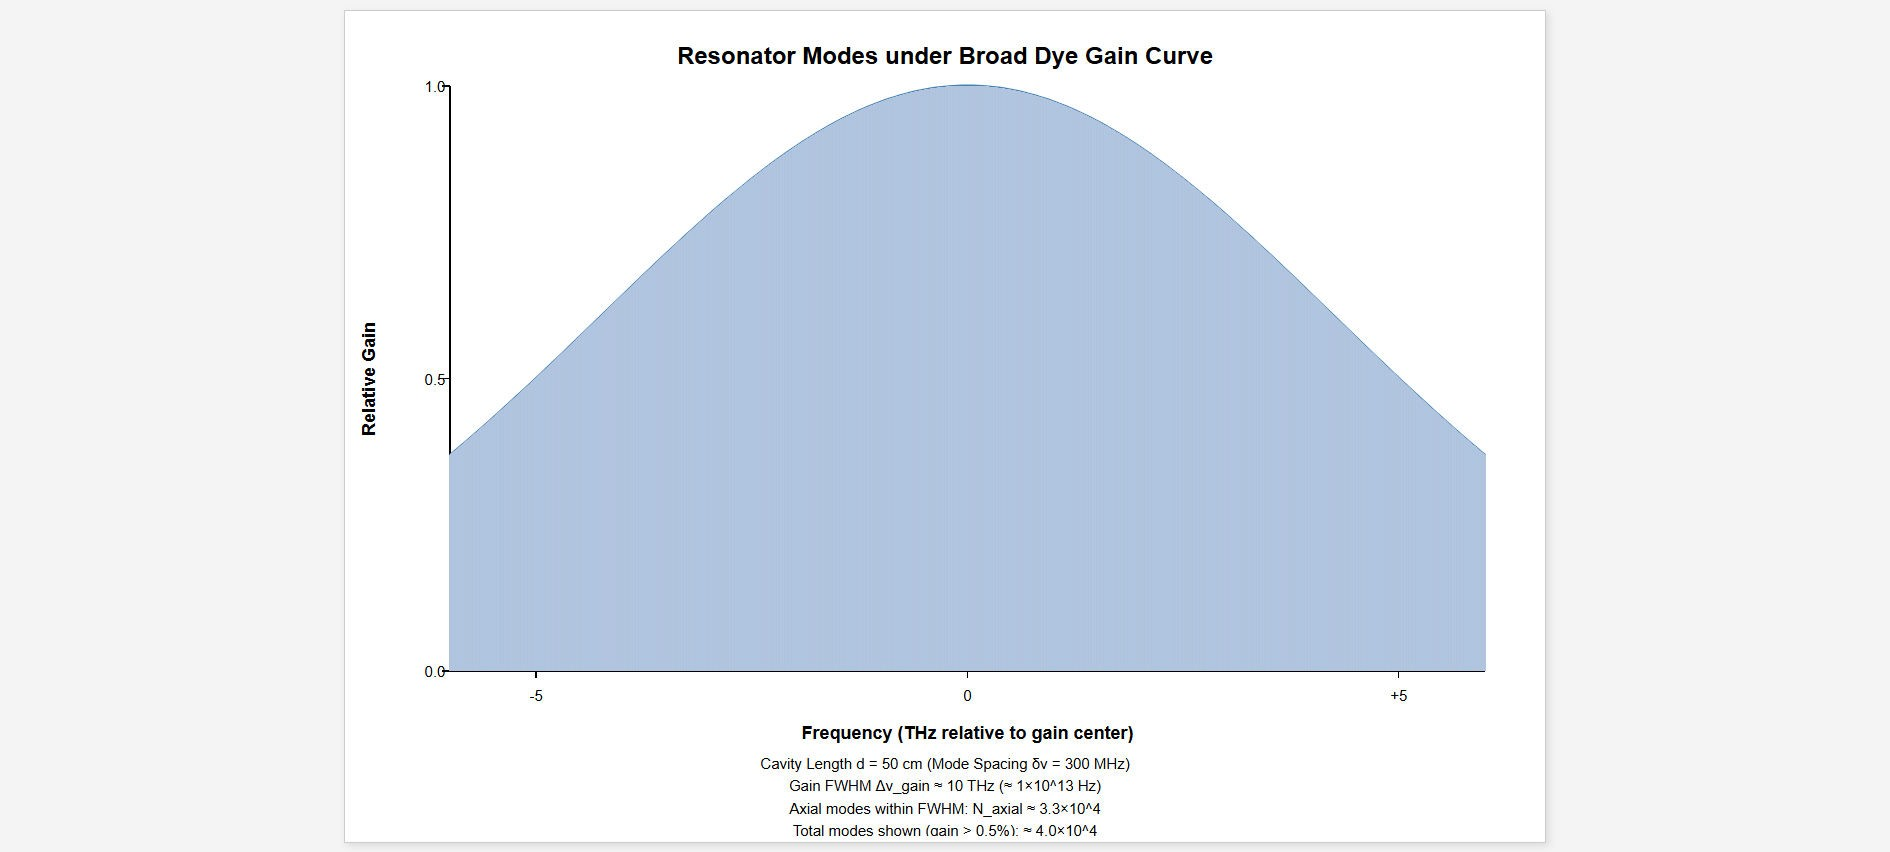 Resonator Modes under Broad Dye Gain Curve
1.0
0.5
0.0
Relative Gain
-5
0
+5
Frequency (THz relative to gain center)
Cavity Length d = 50 cm (Mode Spacing δν = 300 MHz)
Gain FWHM Δν_gain ≈ 10 THz (≈ 1×10^13 Hz)
Axial modes within FWHM: N_axial ≈ 3.3×10^4
Total modes shown (gain > 0.5%): ≈ 4.0×10^4